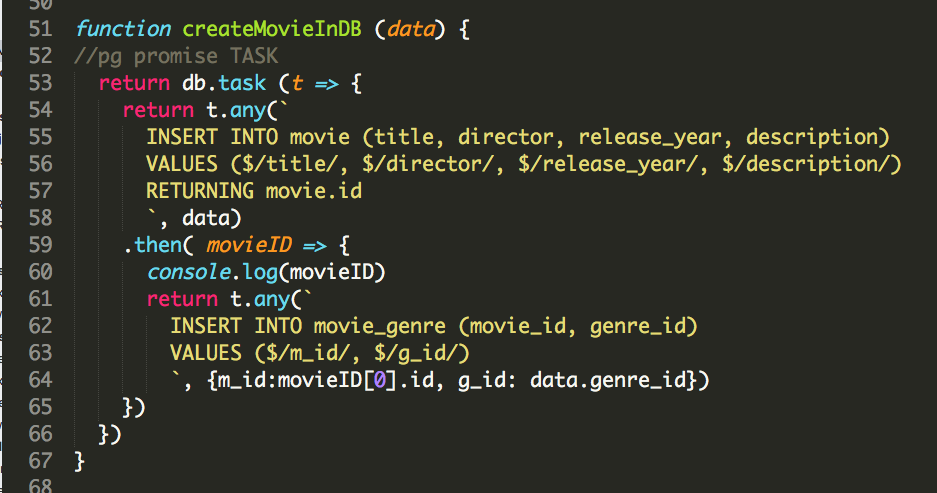 50
51 function createMovieInDB (data) {
52 //pg promise TASK
53   return db.task (t => {
54     return t.any(`
55       INSERT INTO movie (title, director, release_year, description)
56       VALUES ($/title/, $/director/, $/release_year/, $/description/)
57       RETURNING movie.id
58       `, data)
59     .then( movieID => {
60       console.log(movieID)
61       return t.any(`
62         INSERT INTO movie_genre (movie_id, genre_id)
63         VALUES ($/m_id/, $/g_id/)
64         `, {m_id:movieID[0].id, g_id: data.genre_id})
65     })
66   })
67 }
68